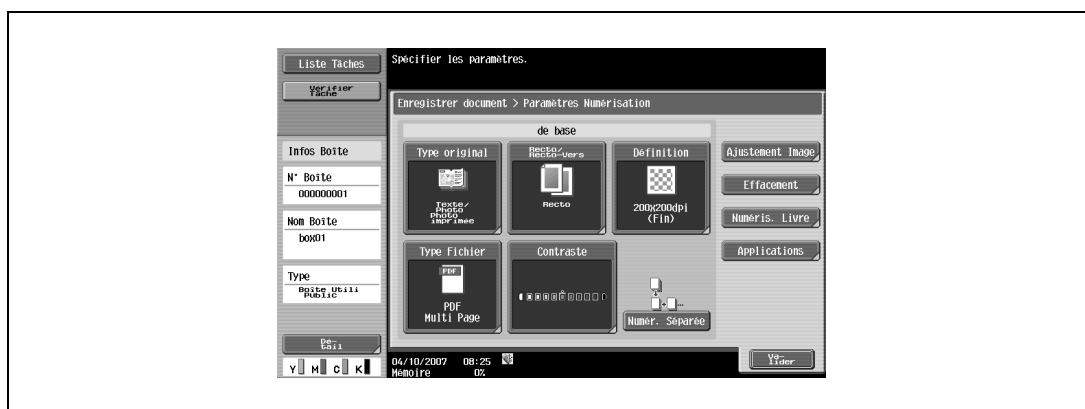 Liste Tâches
Vérifier
Tâche
Infos Boîte
N° Boîte
000000001
Nom Boîte
box01
Type
Boîte Utili
Public
Dé-
tail
Y M C K
Spécifier les paramètres.
Enregistrer document > Paramètres Numérisation
de base
Type original
Texte/
Photo
Photo
imprimée
Recto/
Recto-Vers
Recto
Définition
200x200dpi
(Fin)
Type Fichier
PDF
PDF
Multi Page
Contraste
Numér. Séparée
Ajustement Image
Effacement
Numéris. Livre
Applications
04/10/2007 08:25
Mémoire 0%
Va-
lider